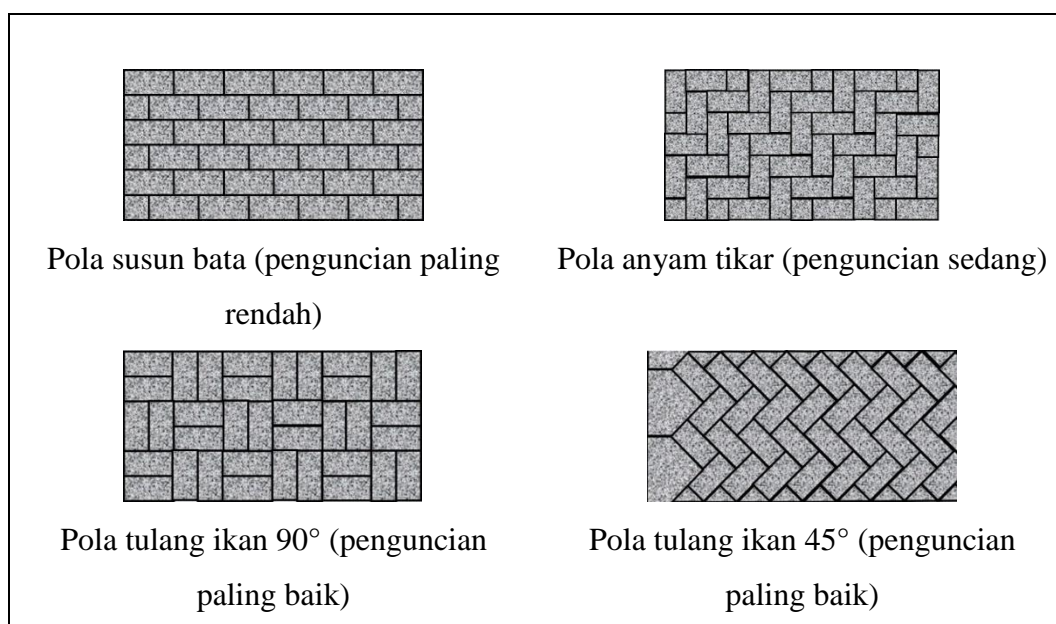 Pola susun bata (penguncian paling
rendah)
Pola anyam tikar (penguncian sedang)
Pola tulang ikan 90° (penguncian
paling baik)
Pola tulang ikan 45° (penguncian
paling baik)